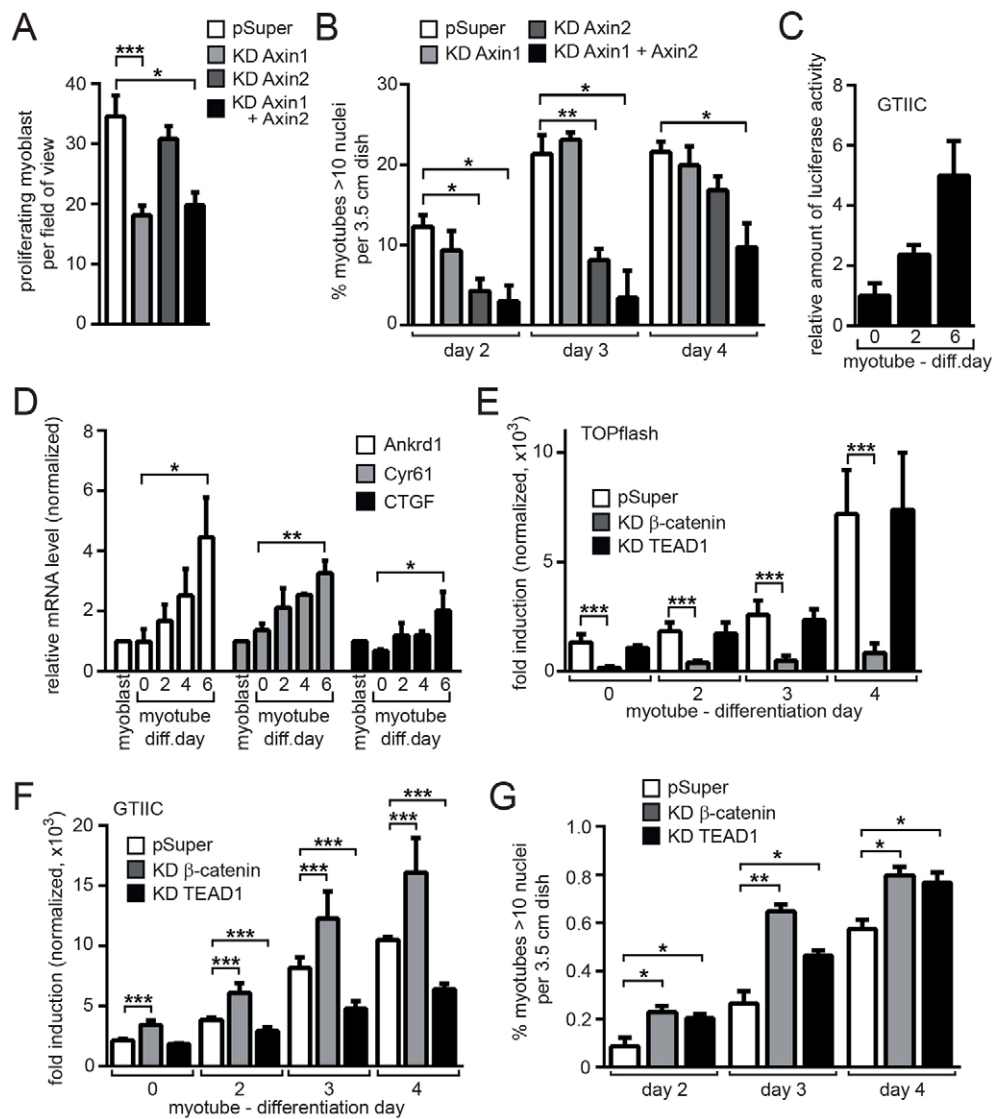 A
pSuper
KD Axin1
KD Axin2
KD Axin1
+ Axin2
***
*
40
30
20
10
0
proliferating myoblast
per field of view
B
pSuper
KD Axin1
KD Axin2
KD Axin1 + Axin2
30
20
10
0
% myotubes >10 nuclei
per 3.5 cm dish
*
*
*
**
*
day 2
day 3
day 4
C
GTIIC
8
6
4
2
0
relative amount of luciferase activity
0 2 6
myotube - diff.day
D
Ankrd1
Cyr61
CTGF
8
6
4
2
0
relative mRNA level (normalized)
*
**
*
myoblast
0 2 4 6
myotube
diff.day
myoblast
0 2 4 6
myotube
diff.day
myoblast
0 2 4 6
myotube
diff.day
E
TOPflash
pSuper
KD β-catenin
KD TEAD1
10
5
0
fold induction (normalized, x10³)
***
***
***
***
0 2 3 4
myotube - differentiation day
F
GTIIC
pSuper
KD β-catenin
KD TEAD1
20
15
10
5
0
fold induction (normalized, x10³)
***
***
***
***
***
***
***
0 2 3 4
myotube - differentiation day
G
pSuper
KD β-catenin
KD TEAD1
1.0
0.8
0.6
0.4
0.2
0
% myotubes >10 nuclei
per 3.5 cm dish
*
*
*
**
*
*
day 2
day 3
day 4